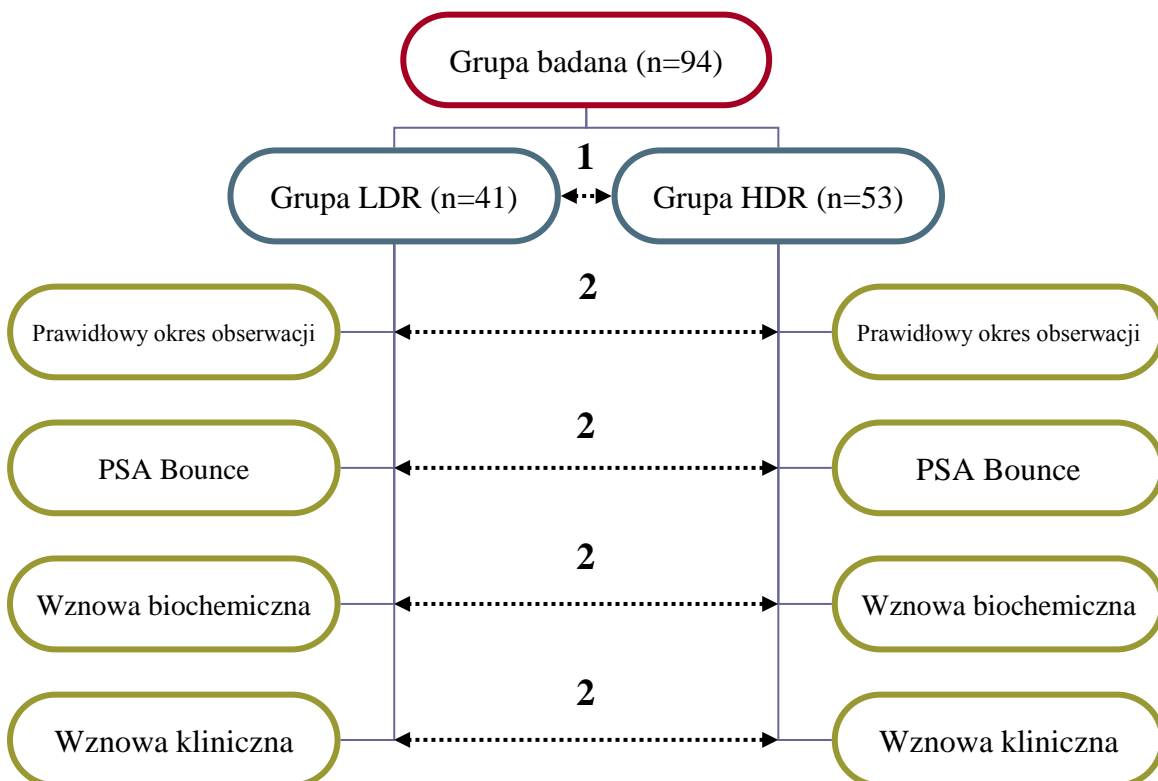 Grupa badana (n=94)
1
Grupa LDR (n=41)
Grupa HDR (n=53)
2
Prawidłowy okres obserwacji
Prawidłowy okres obserwacji
2
PSA Bounce
PSA Bounce
2
Wznowa biochemiczna
Wznowa biochemiczna
2
Wznowa kliniczna
Wznowa kliniczna